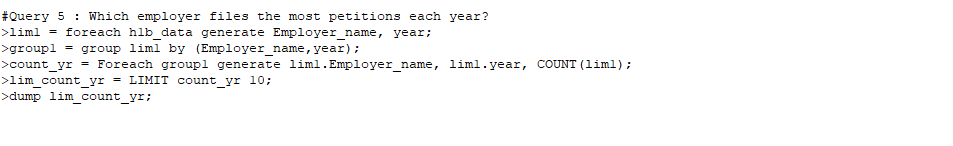 #Query 5 : Which employer files the most petitions each year?
>lim1 = foreach h1b_data generate Employer_name, year;
>group1 = group lim1 by (Employer_name,year);
>count_yr = Foreach group1 generate lim1.Employer_name, lim1.year, COUNT(lim1);
>lim_count_yr = LIMIT count_yr 10;
>dump lim_count_yr;